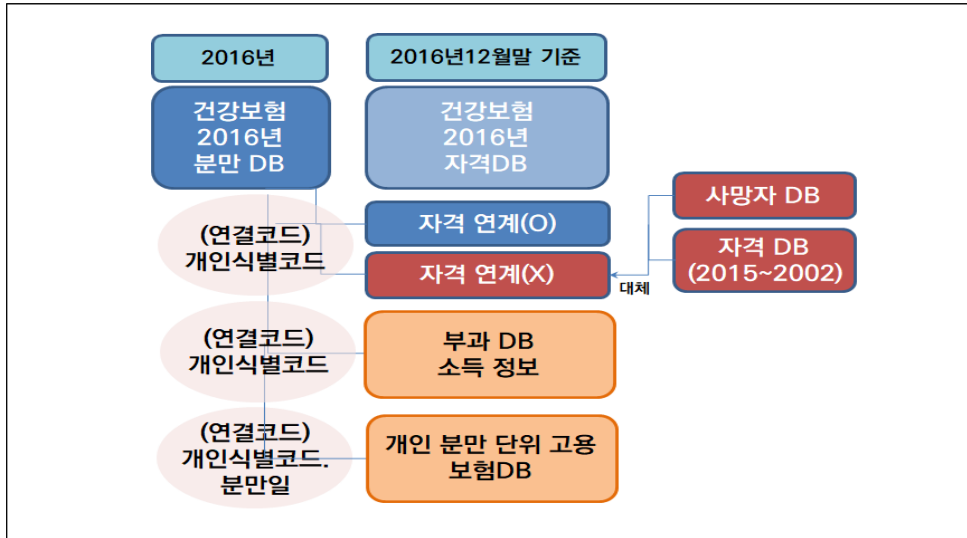 2016년
2016년12월말 기준
건강보험
2016년
분만 DB
건강보험
2016년
자격DB
(연결코드)
개인식별코드
자격 연계(O)
자격 연계(X)
사망자 DB
자격 DB
(2015~2002)
대체
(연결코드)
개인식별코드
부과 DB
소득 정보
(연결코드)
개인식별코드.
분만일
개인 분만 단위 고용
보험DB